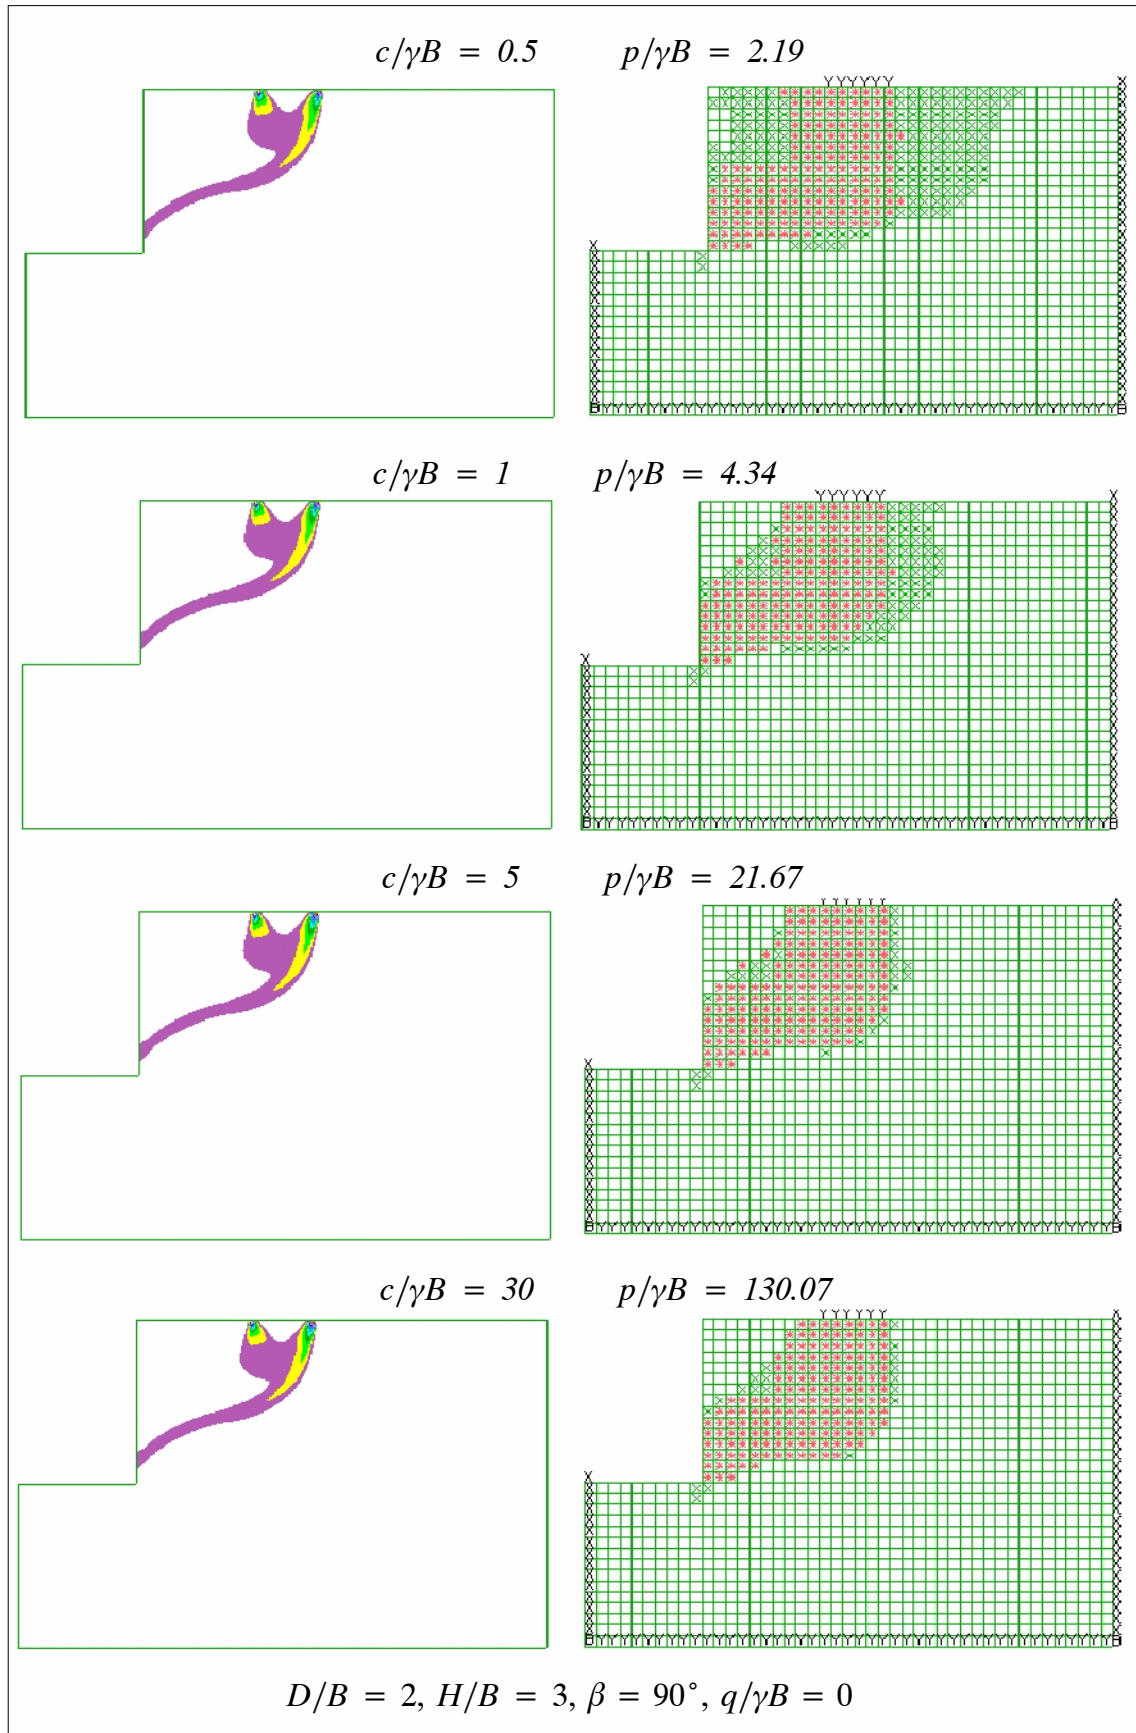 c/γB = 0.5 p/γB = 2.19
c/γB = 1 p/γB = 4.34
c/γB = 5 p/γB = 21.67
c/γB = 30 p/γB = 130.07
D/B = 2, H/B = 3, β = 90°, q/γB = 0